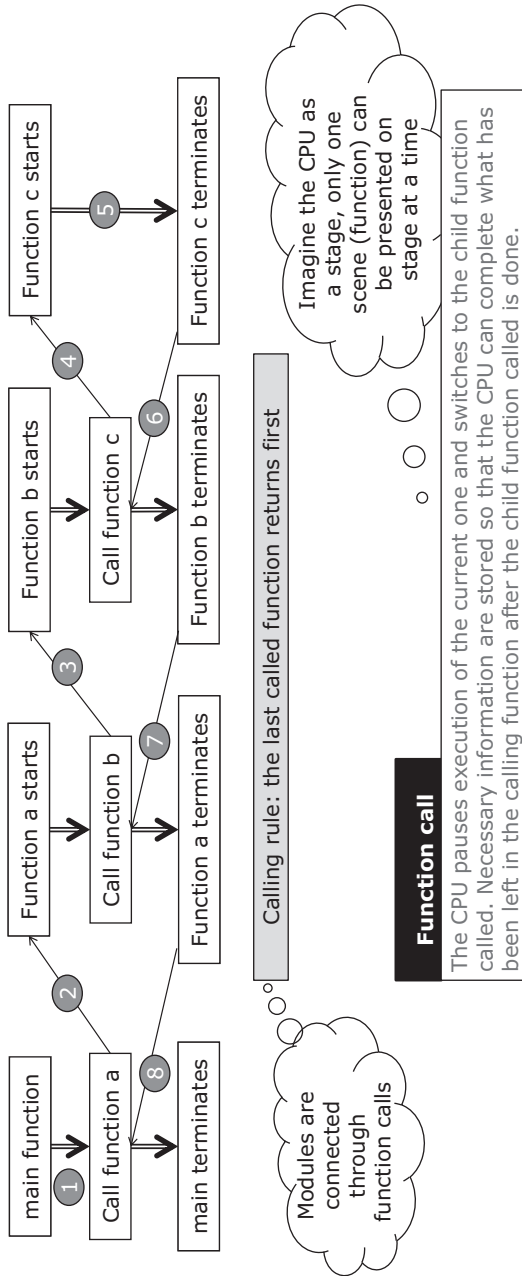 main function
1
Call function a
main terminates
2
Function a starts
Call function b
Function a terminates
3
Function b starts
Call function c
Function b terminates
4
Function c starts
5
Function c terminates
6
7
8
Modules are
connected
through
function calls
Calling rule: the last called function returns first
Imagine the CPU as
a stage, only one
scene (function) can
be presented on
stage at a time
Function call
The CPU pauses execution of the current one and switches to the child function
called. Necessary information are stored so that the CPU can complete what has
been left in the calling function after the child function called is done.